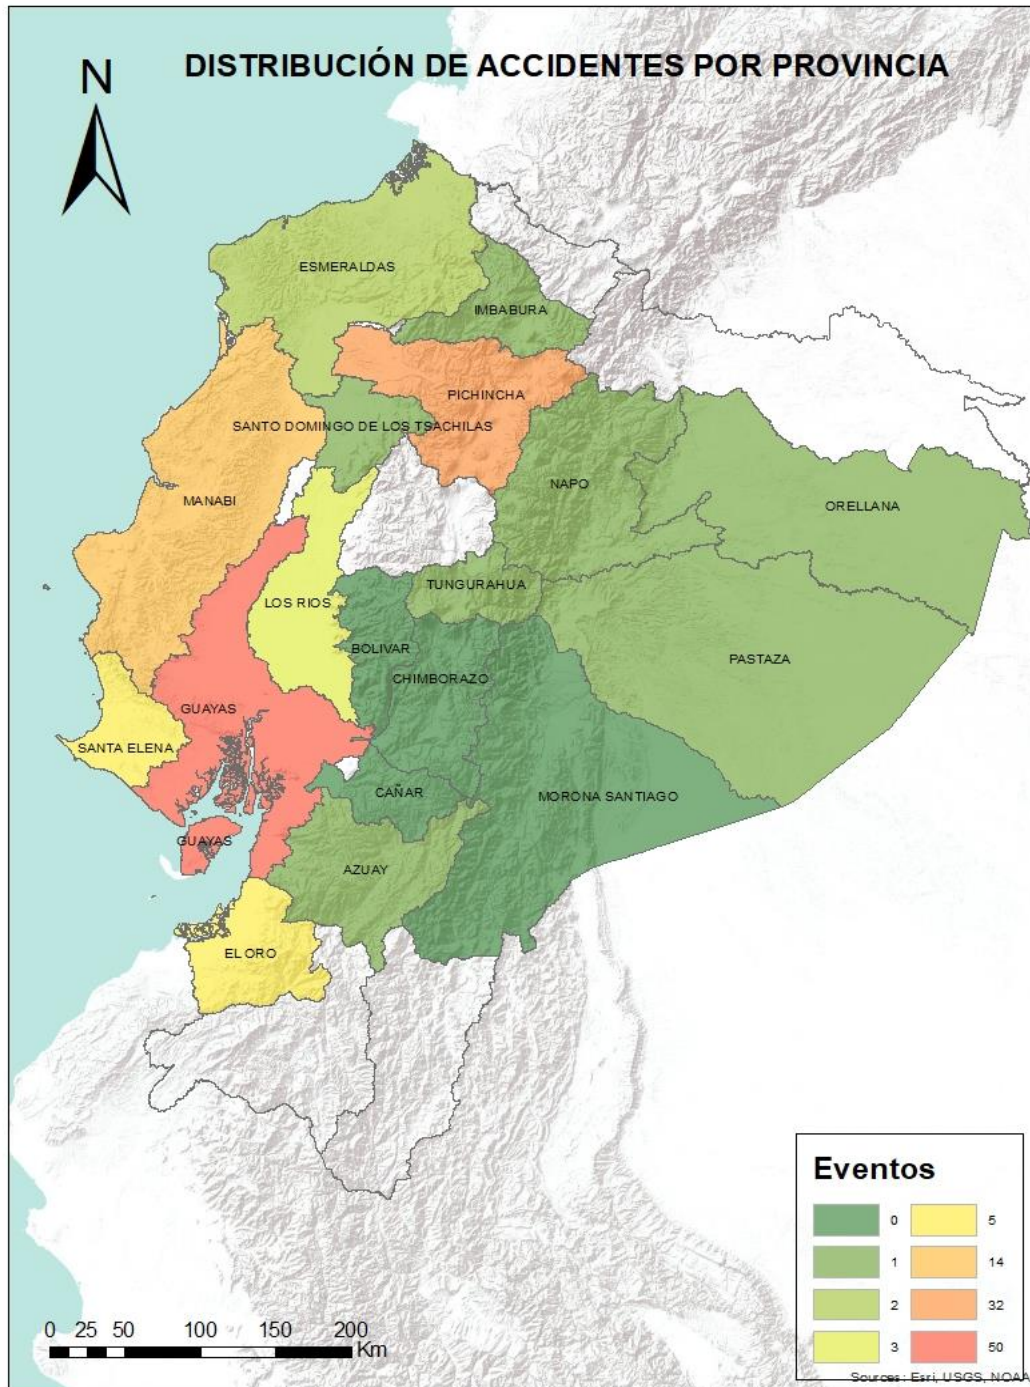 DISTRIBUCIÓN DE ACCIDENTES POR PROVINCIA
N
ESMERALDAS
IMBABURA
PICHINCHA
SANTO DOMINGO DE LOS TSACHILAS
MANABI
NAPO
ORELLANA
TUNGURAHUA
LOS RIOS
BOLIVAR
PASTAZA
CHIMBORAZO
GUAYAS
SANTA ELENA
CAÑAR
MORONA SANTIAGO
GUAYAS
AZUAY
EL ORO
Eventos
0 5
1 14
2 32
3 50
0 25 50 100 150 200
Km
Sources: Esri, USGS, NOAA